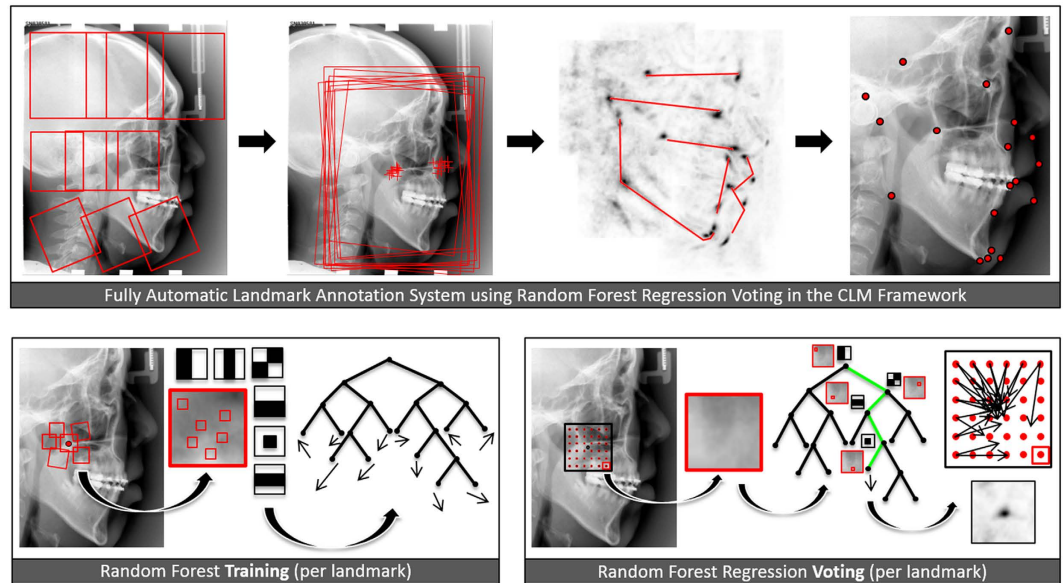 Fully Automatic Landmark Annotation System using Random Forest Regression Voting in the CLM Framework
Random Forest Training (per landmark)
Random Forest Regression Voting (per landmark)